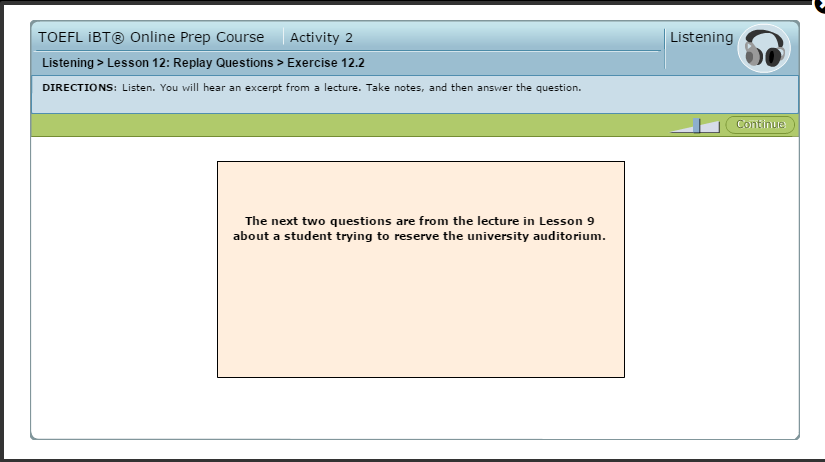 TOEFL iBT® Online Prep Course
Activity 2
Listening
Listening > Lesson 12: Replay Questions > Exercise 12.2
DIRECTIONS: Listen. You will hear an excerpt from a lecture. Take notes, and then answer the question.
Continue
The next two questions are from the lecture in Lesson 9
about a student trying to reserve the university auditorium.